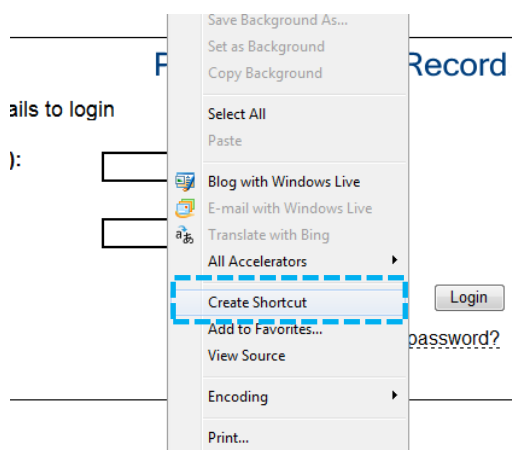 Save Background As...
Set as Background
P Record
Copy Background
ails to login
Select All
Paste
):
Blog with Windows Live
E-mail with Windows Live
Translate with Bing
All Accelerators
Create Shortcut
Login
Add to Favorites...
password?
View Source
Encoding
Print...